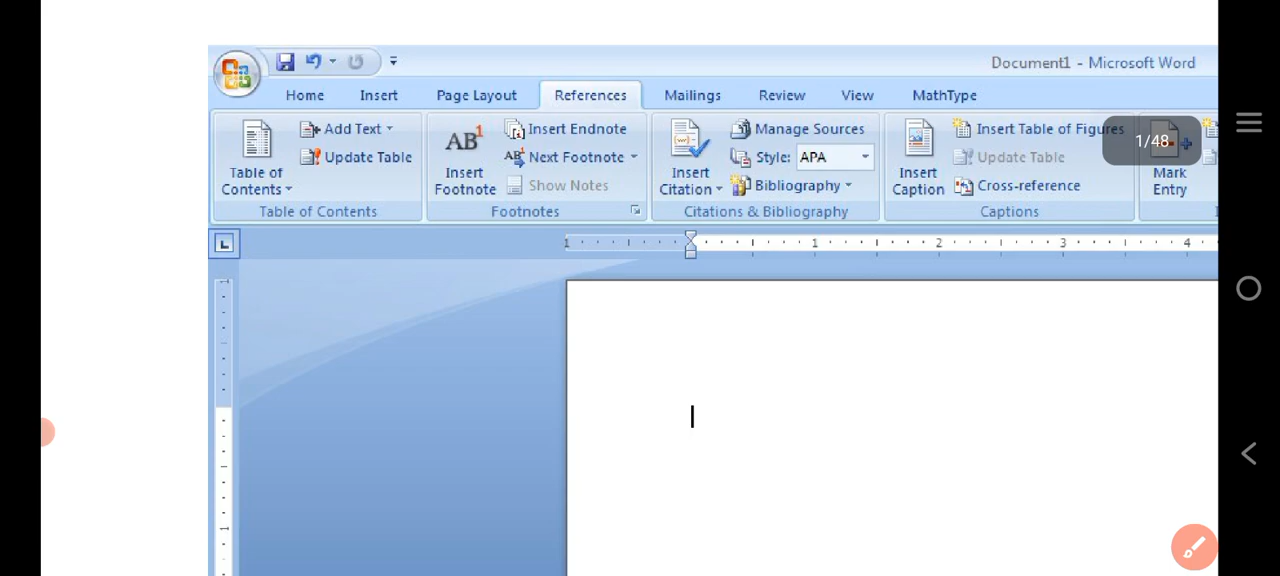 Document1 - Microsoft Word
Home Insert Page Layout References Mailings Review View MathType
Table of Contents
Add Text
Update Table
Table of Contents
AB1
Insert Footnote
Insert Endnote
AB1 Next Footnote
Show Notes
Footnotes
Insert Citation
Manage Sources
Style: APA
Bibliography
Citations & Bibliography
Insert Caption
Insert Table of Figures
Update Table
Cross-reference
Captions
1/48
Mark Entry
L
1 1 2 3 4
1